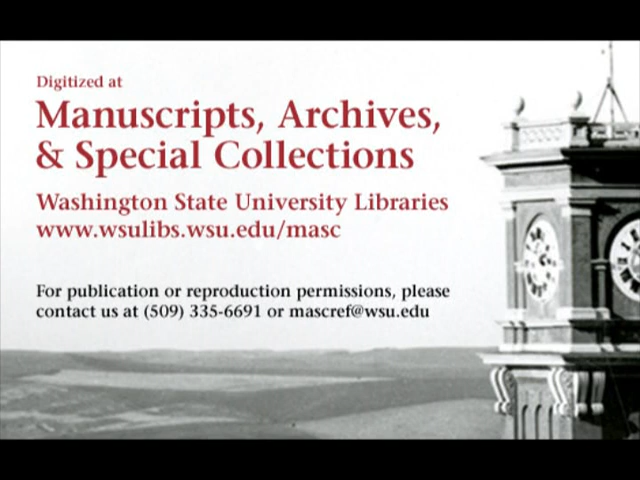 Digitized at
Manuscripts, Archives,
& Special Collections
Washington State University Libraries
www.wsulibs.wsu.edu/masc
For publication or reproduction permissions, please
contact us at (509) 335-6691 or mascref@wsu.edu